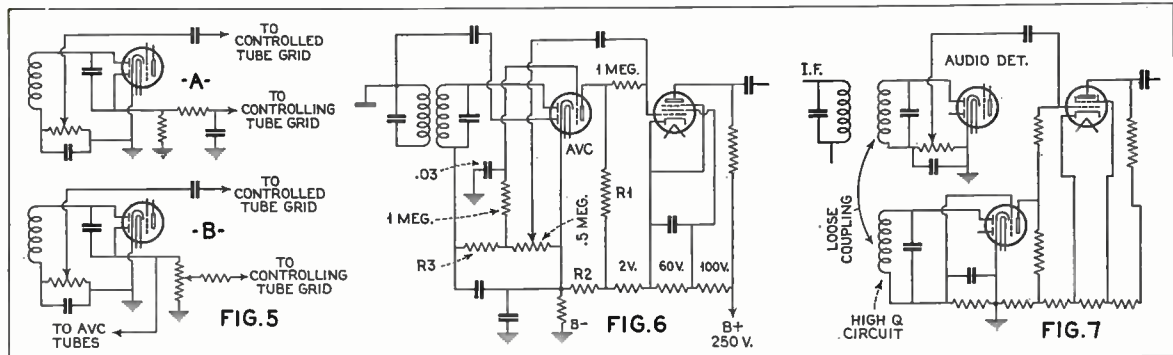 TO
CONTROLLED
TUBE GRID
-A-
TO
CONTROLLING
TUBE GRID
TO
CONTROLLED
TUBE GRID
-B-
TO
CONTROLLING
TUBE GRID
TO AVC
TUBES
FIG.5
1 MEG.
AVC
.03
1 MEG.
R1
.5 MEG.
R3
R2
2V.
60V.
100V.
B-
FIG.6
B+
250 V.
I.F.
AUDIO DET.
LOOSE
COUPLING
HIGH Q
CIRCUIT
FIG.7